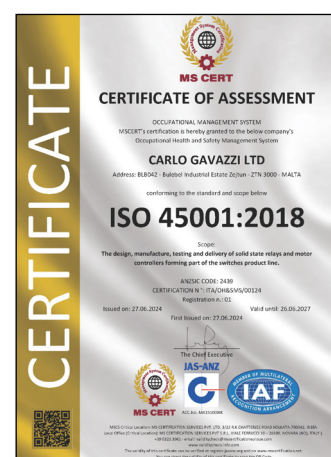 CERTIFICATE
MS CERT
CERTIFICATE OF ASSESSMENT
OCCUPATIONAL MANAGEMENT SYSTEM
MSCERT's certification is hereby granted to the below company's
Occupational Health and Safety Management System
CARLO GAVAZZI LTD
Address: BLB042 - Bulebel Industrial Estate Zejtun - ZTN 3000 - MALTA
conforming to the standard and scope below
ISO 45001:2018
Scope:
The design, manufacture, testing and delivery of solid state relays and motor
controllers forming part of the switches product line.
ANZSIC CODE: 2439
CERTIFICATION N °: ITA/OH&SMS/00124
Registration n.: 01
Issued on: 27.06.2024 Valid until: 26.06.2027
First Issued on: 27.06.2024
The Chief Executive
JAS-ANZ
MEMBER OF MULTILATERAL
RECOGNITION ARRANGEMENT
IAF
MS CERT